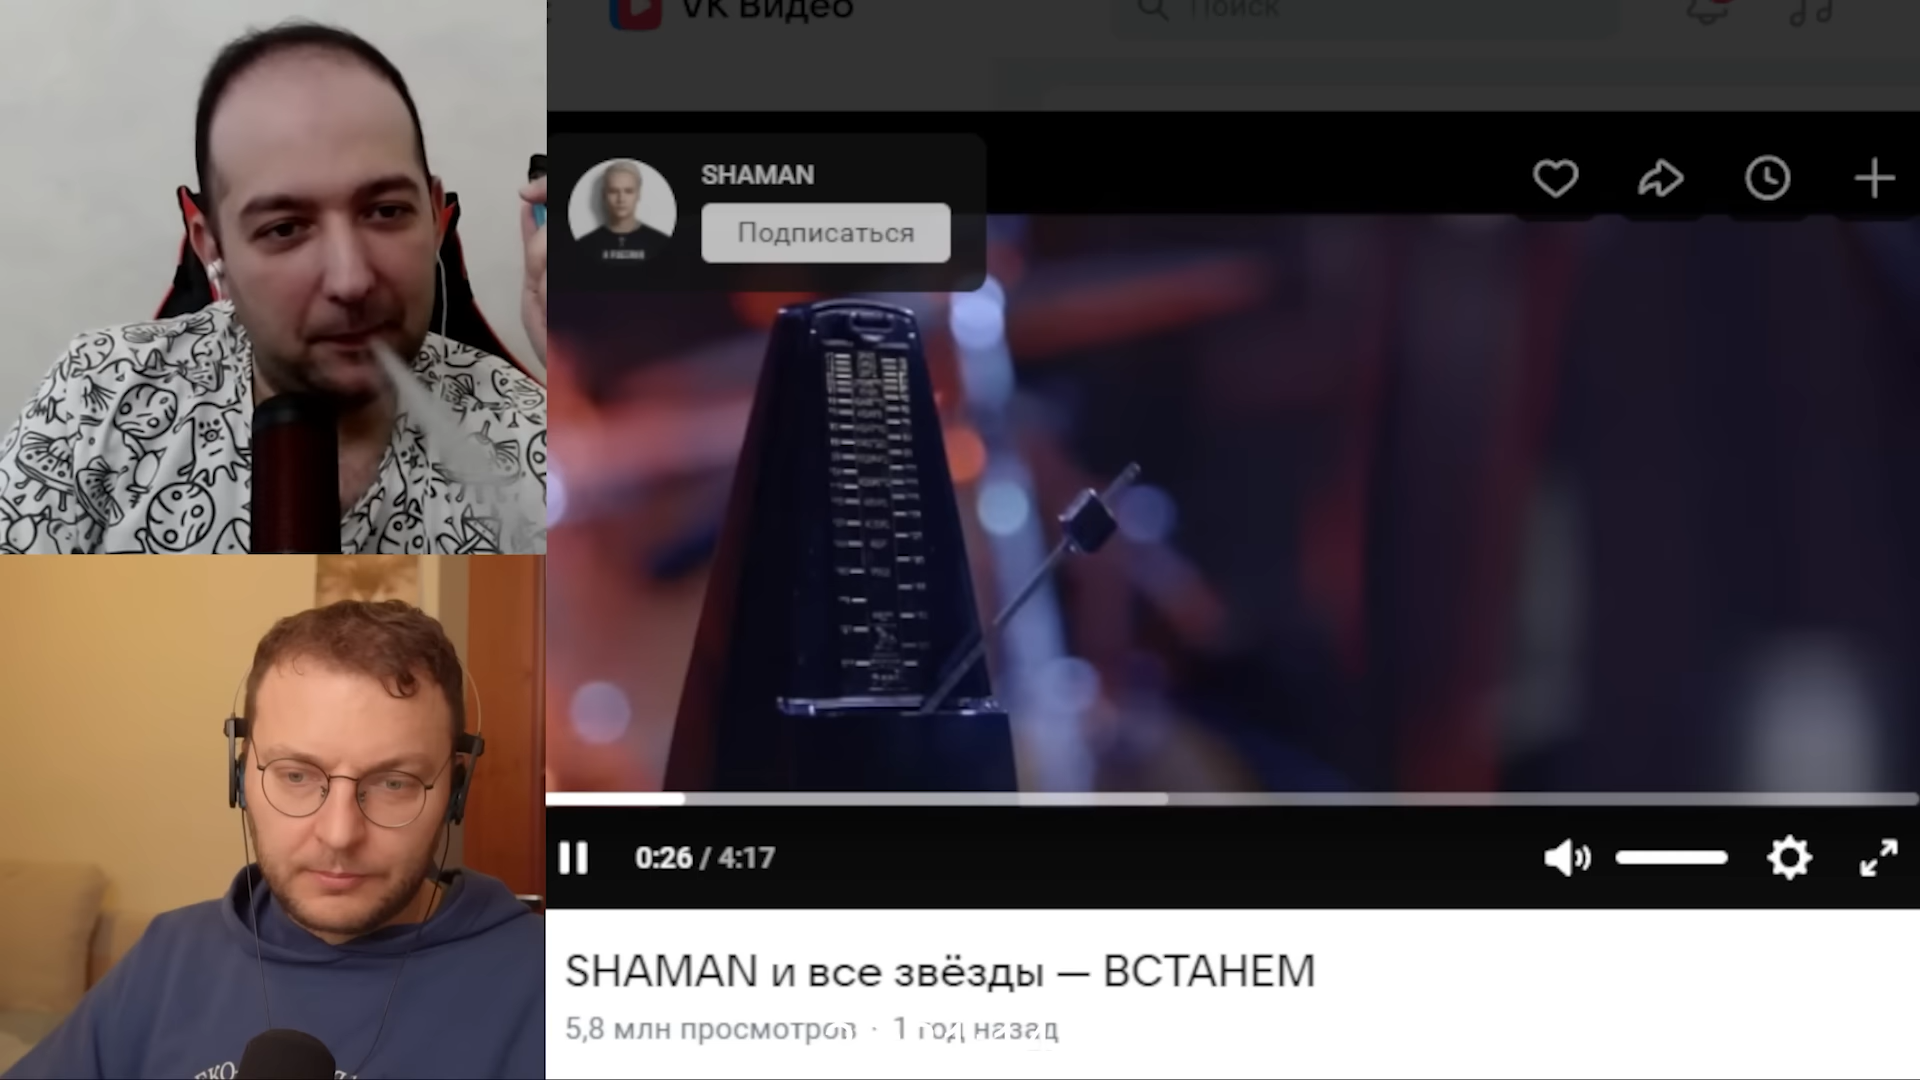 VK Видео
Поиск
SHAMAN
Подписаться
0:26 / 4:17
SHAMAN и все звёзды — ВСТАНЕМ
5,8 млн просмотров · 1 год назад